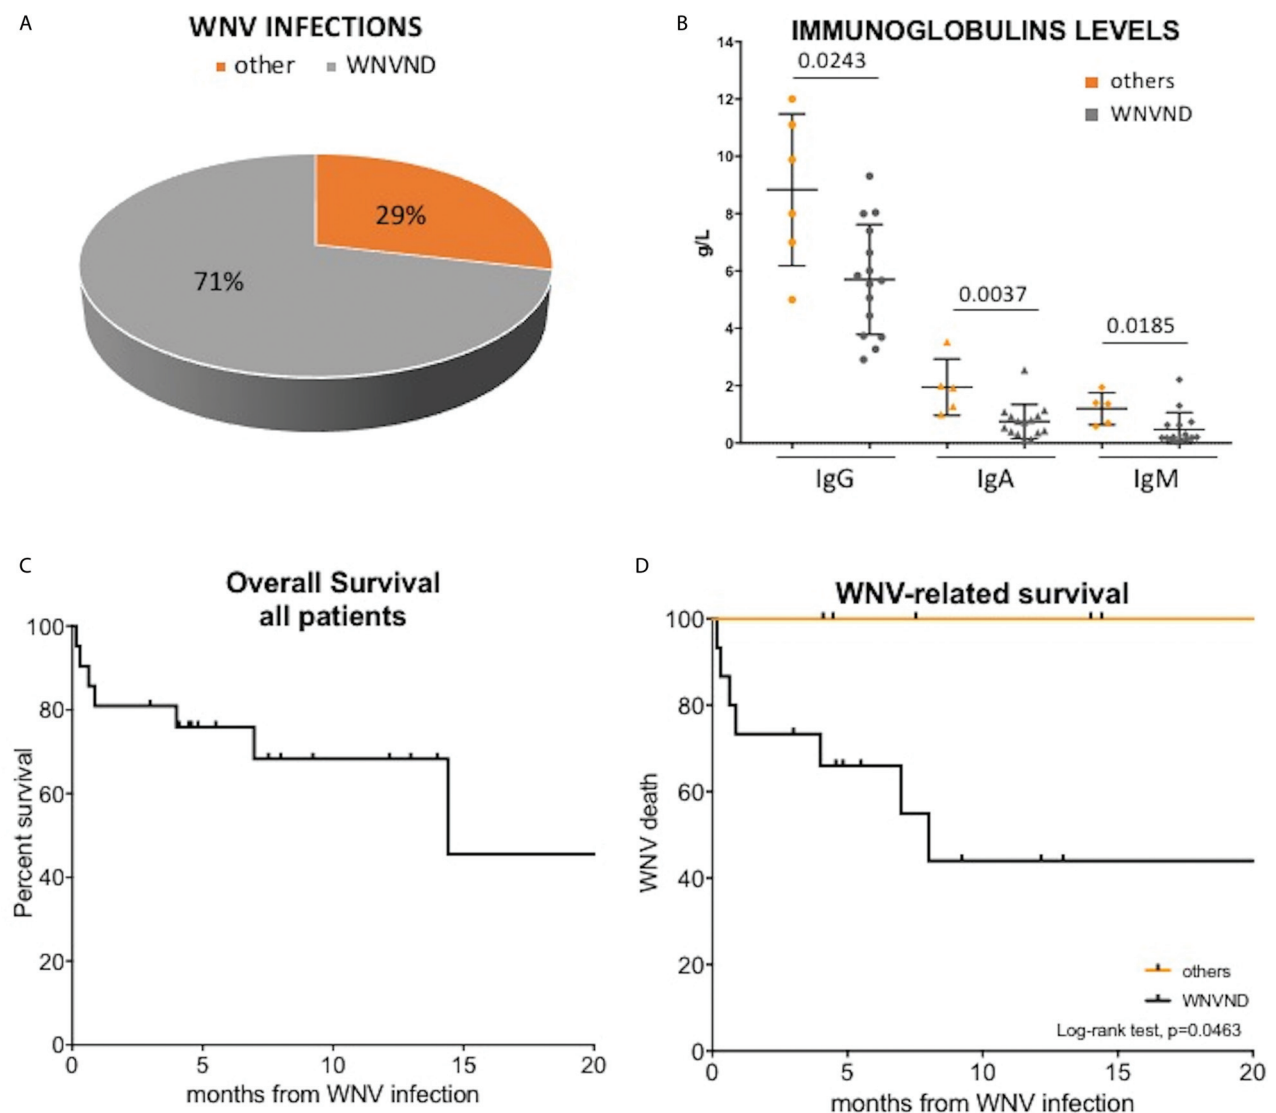 A
WNV INFECTIONS
other WNVND
29%
71%
B
IMMUNOGLOBULINS LEVELS
14
12
10
8
6
4
2
0
g/L
0.0243
0.0037
0.0185
others
WNVND
IgG IgA IgM
C
Overall Survival
all patients
100
80
60
40
20
0
Percent survival
0 5 10 15 20
months from WNV infection
D
WNV-related survival
100
80
60
40
20
0
WNV death
others
WNVND
Log-rank test, p=0.0463
0 5 10 15 20
months from WNV infection